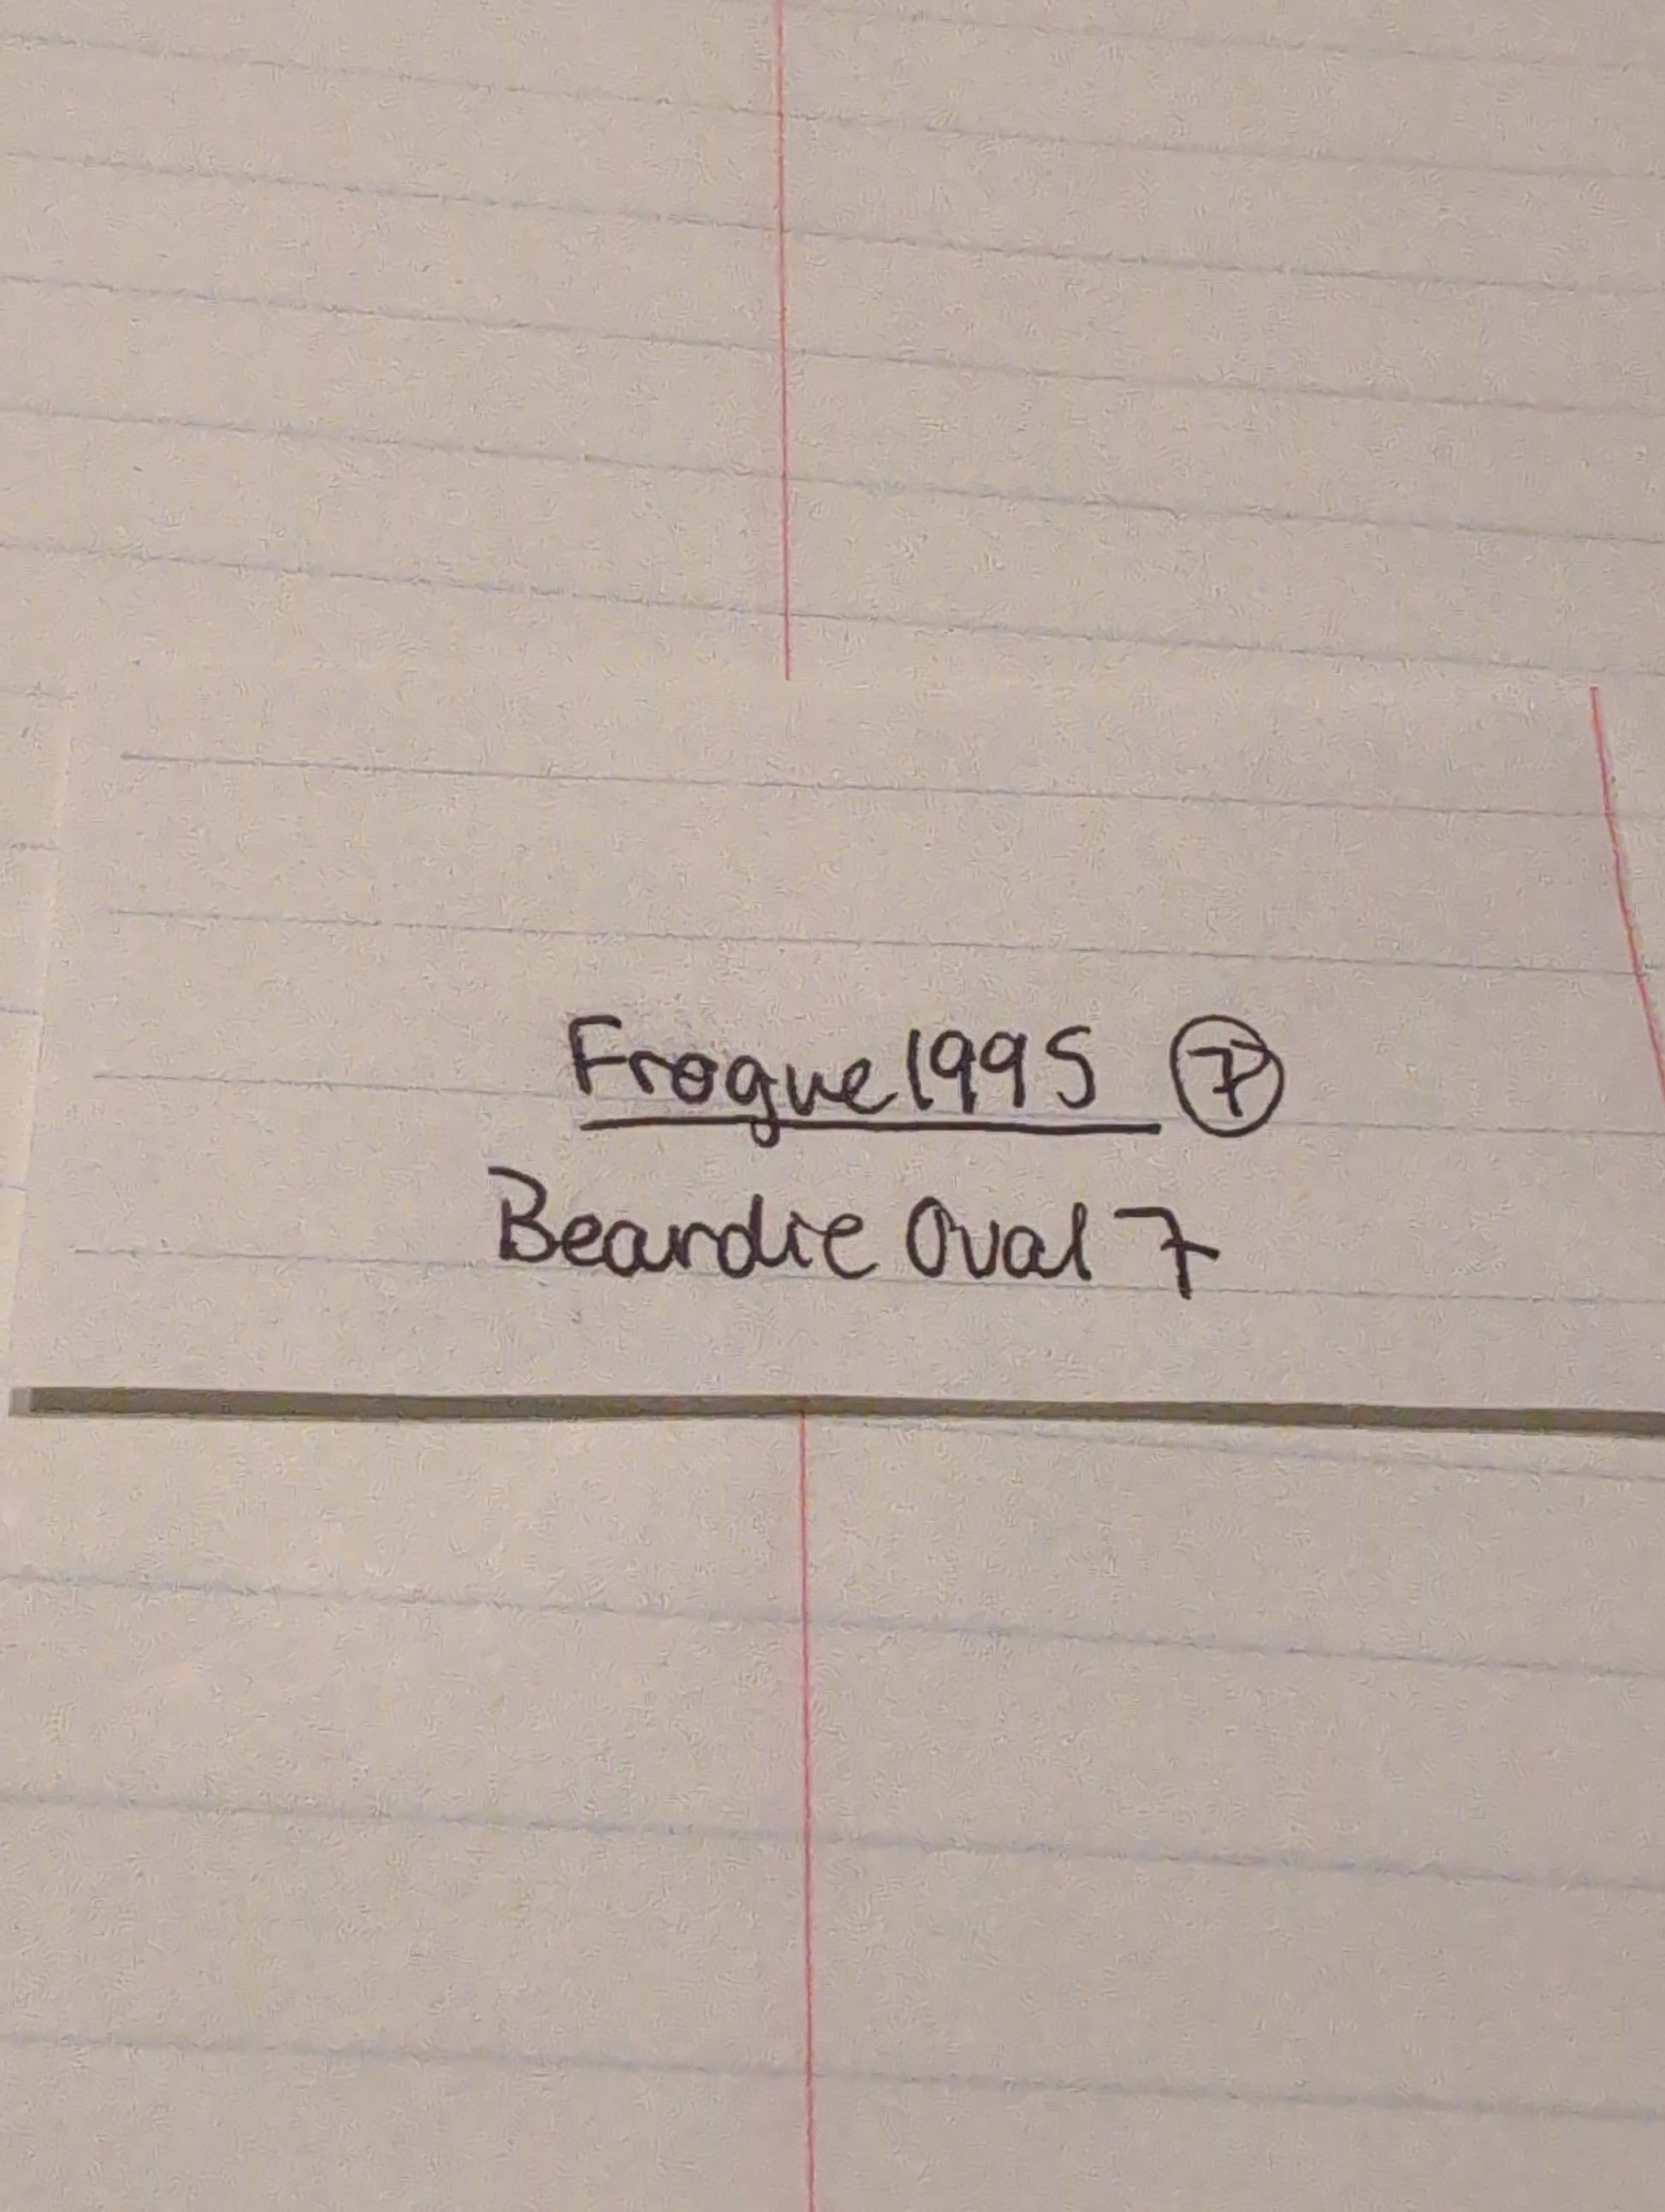 Frogue1995 ⑦
Beardie Oval 7